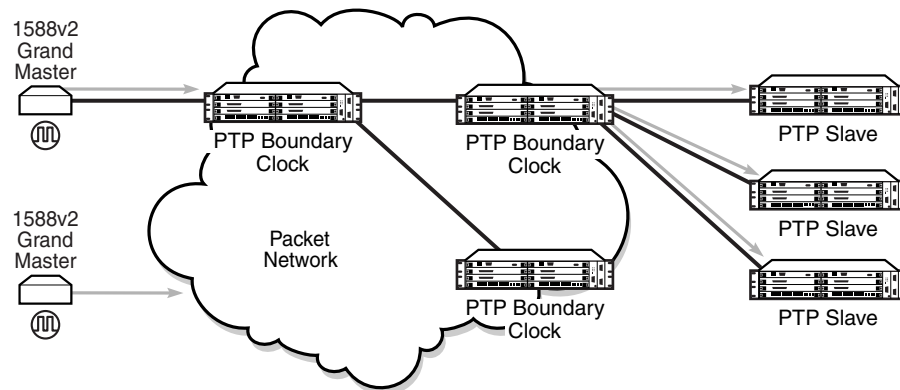 1588v2
Grand
Master
PTP Boundary
Clock
PTP Boundary
Clock
PTP Slave
PTP Slave
1588v2
Grand
Master
Packet
Network
PTP Boundary
Clock
PTP Slave